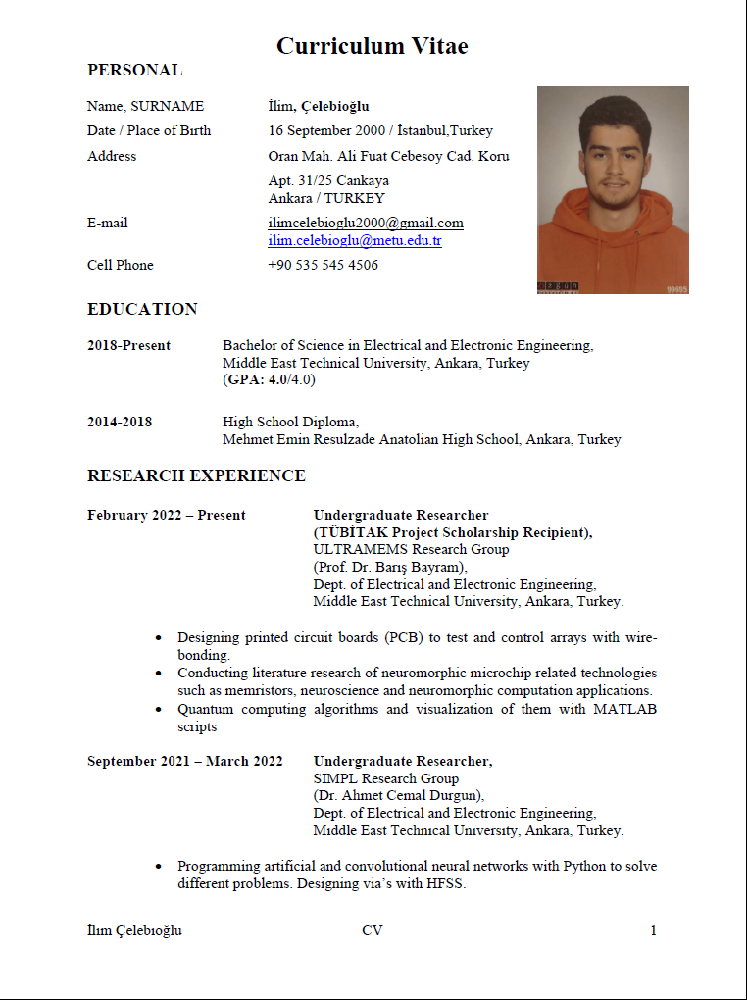 Curriculum Vitae
PERSONAL
Name, SURNAME İlim, Çelebioğlu
Date / Place of Birth 16 September 2000 / İstanbul,Turkey
Address Oran Mah. Ali Fuat Cebesoy Cad. Koru
Apt. 31/25 Cankaya
Ankara / TURKEY
E-mail ilimcelebioglu2000@gmail.com
ilim.celebioglu@metu.edu.tr
Cell Phone +90 535 545 4506
99605
EDUCATION
2018-Present Bachelor of Science in Electrical and Electronic Engineering,
Middle East Technical University, Ankara, Turkey
(GPA: 4.0/4.0)
2014-2018 High School Diploma,
Mehmet Emin Resulzade Anatolian High School, Ankara, Turkey
RESEARCH EXPERIENCE
February 2022 – Present Undergraduate Researcher
(TÜBİTAK Project Scholarship Recipient),
ULTRAMEMS Research Group
(Prof. Dr. Barış Bayram),
Dept. of Electrical and Electronic Engineering,
Middle East Technical University, Ankara, Turkey.
• Designing printed circuit boards (PCB) to test and control arrays with wire-
bonding.
• Conducting literature research of neuromorphic microchip related technologies
such as memristors, neuroscience and neuromorphic computation applications.
• Quantum computing algorithms and visualization of them with MATLAB
scripts
September 2021 – March 2022 Undergraduate Researcher,
SIMPL Research Group
(Dr. Ahmet Cemal Durgun),
Dept. of Electrical and Electronic Engineering,
Middle East Technical University, Ankara, Turkey.
• Programming artificial and convolutional neural networks with Python to solve
different problems. Designing via’s with HFSS.
İlim Çelebioğlu CV 1